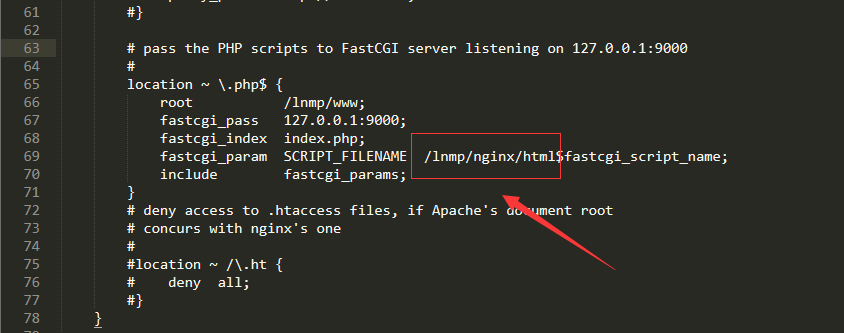 61 #}
62
63 # pass the PHP scripts to FastCGI server listening on 127.0.0.1:9000
64 #
65 location ~ \.php$ {
66 root /lnmp/www;
67 fastcgi_pass 127.0.0.1:9000;
68 fastcgi_index index.php;
69 fastcgi_param SCRIPT_FILENAME /lnmp/nginx/html$fastcgi_script_name;
70 include fastcgi_params;
71 }
72 # deny access to .htaccess files, if Apache's document root
73 # concurs with nginx's one
74 #
75 #location ~ /\.ht {
76 # deny all;
77 #}
78 }